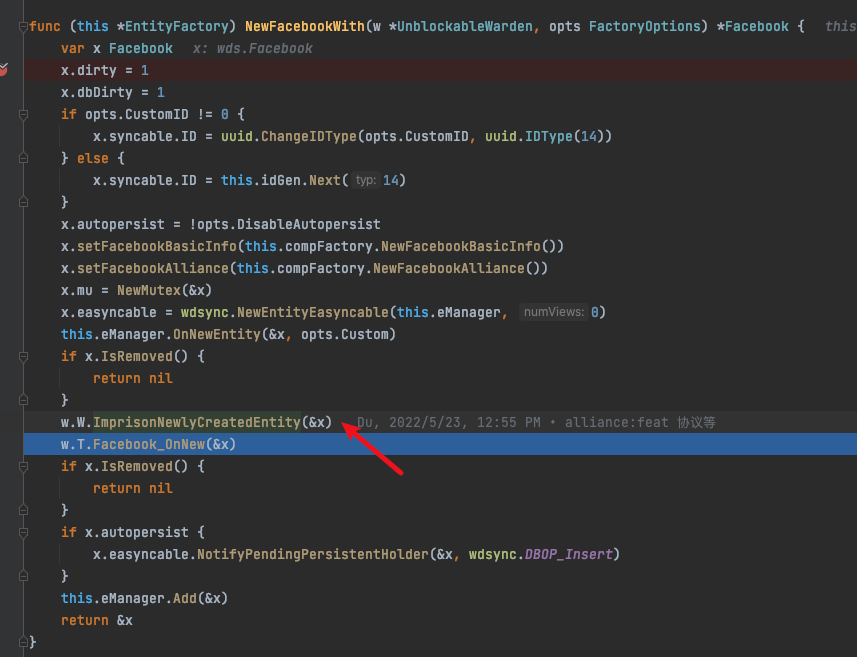 func (this *EntityFactory) NewFacebookWith(w *UnblockableWarden, opts FactoryOptions) *Facebook {   this
    var x Facebook   x: wds.Facebook
    x.dirty = 1
    x.dbDirty = 1
    if opts.CustomID != 0 {
        x.syncable.ID = uuid.ChangeIDType(opts.CustomID, uuid.IDType(14))
    } else {
        x.syncable.ID = this.idGen.Next( typ: 14)
    }
    x.autopersist = !opts.DisableAutopersist
    x.setFacebookBasicInfo(this.compFactory.NewFacebookBasicInfo())
    x.setFacebookAlliance(this.compFactory.NewFacebookAlliance())
    x.mu = NewMutex(&x)
    x.easyncable = wdsync.NewEntityEasyncable(this.eManager,  numViews: 0)
    this.eManager.OnNewEntity(&x, opts.Custom)
    if x.IsRemoved() {
        return nil
    }
    w.W.ImprisonNewlyCreatedEntity(&x)   Du, 2022/5/23, 12:55 PM • alliance:feat 协议等
    w.T.Facebook_OnNew(&x)
    if x.IsRemoved() {
        return nil
    }
    if x.autopersist {
        x.easyncable.NotifyPendingPersistentHolder(&x, wdsync.DBOP_Insert)
    }
    this.eManager.Add(&x)
    return &x
}